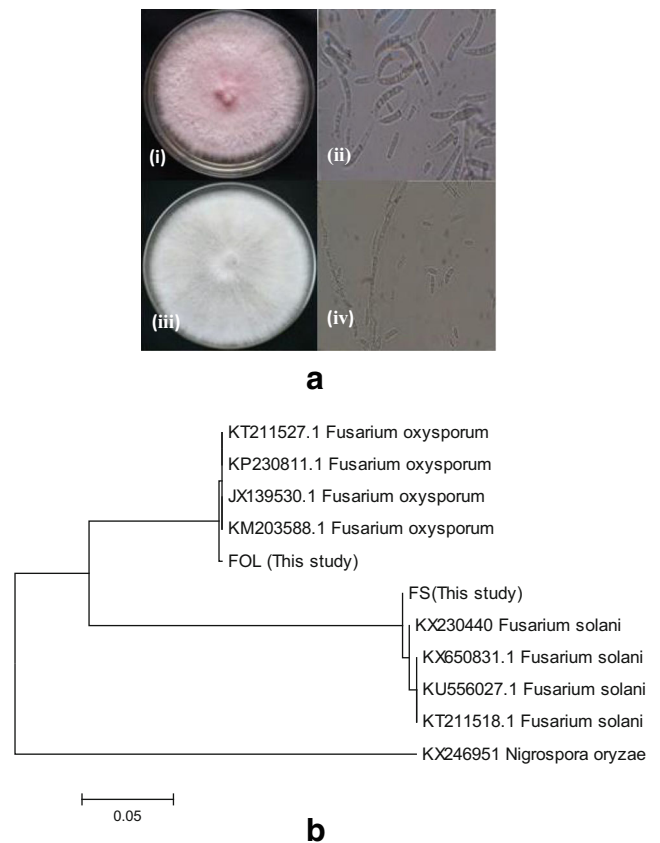 (i)
(ii)
(iii)
(iv)
a
KT211527.1 Fusarium oxysporum
KP230811.1 Fusarium oxysporum
JX139530.1 Fusarium oxysporum
KM203588.1 Fusarium oxysporum
FOL (This study)
FS(This study)
KX230440 Fusarium solani
KX650831.1 Fusarium solani
KU556027.1 Fusarium solani
KT211518.1 Fusarium solani
KX246951 Nigrospora oryzae
0.05
b